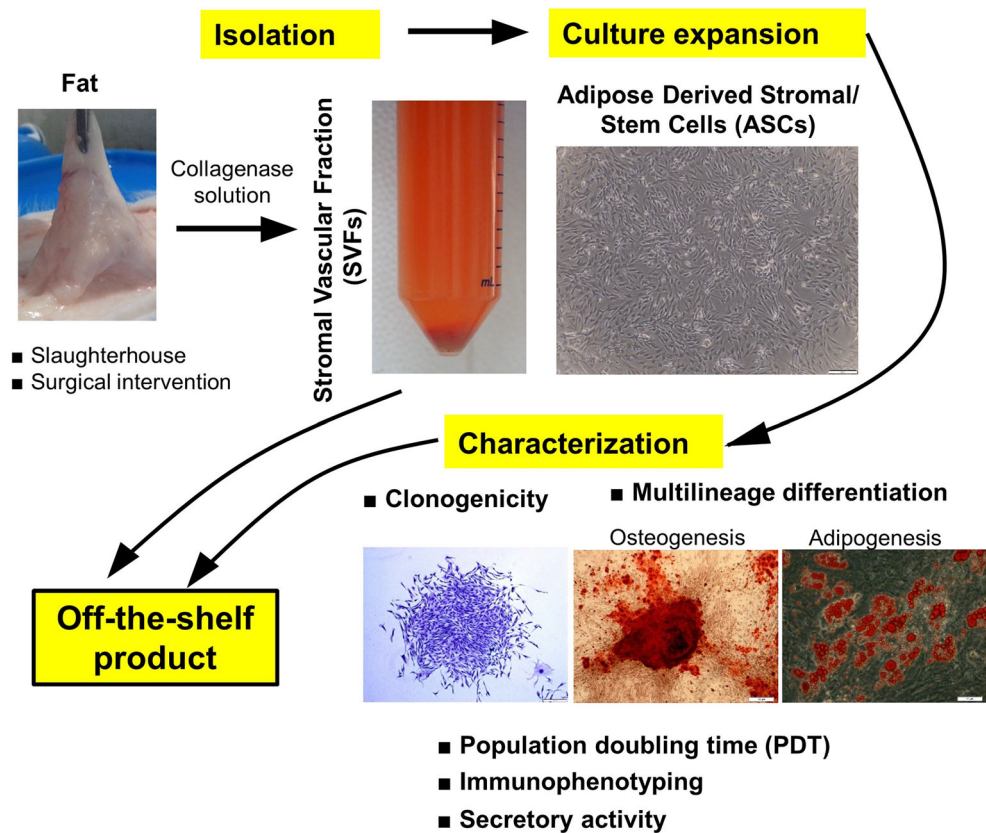 Isolation
Culture expansion
Fat
Collagenase
solution
Stromal Vascular Fraction
(SVFs)
mL
Adipose Derived Stromal/
Stem Cells (ASCs)
■ Slaughterhouse
■ Surgical intervention
Characterization
■ Clonogenicity
■ Multilineage differentiation
Osteogenesis
Adipogenesis
Off-the-shelf
product
■ Population doubling time (PDT)
■ Immunophenotyping
■ Secretory activity